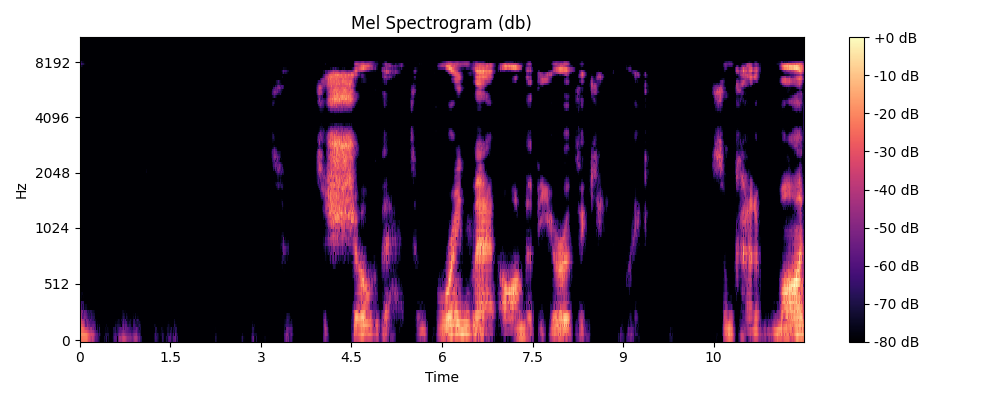 Mel Spectrogram (db)
8192
4096
2048
1024
512
0
Hz
0 1.5 3 4.5 6 7.5 9 10
Time
+0 dB
-10 dB
-20 dB
-30 dB
-40 dB
-50 dB
-60 dB
-70 dB
-80 dB